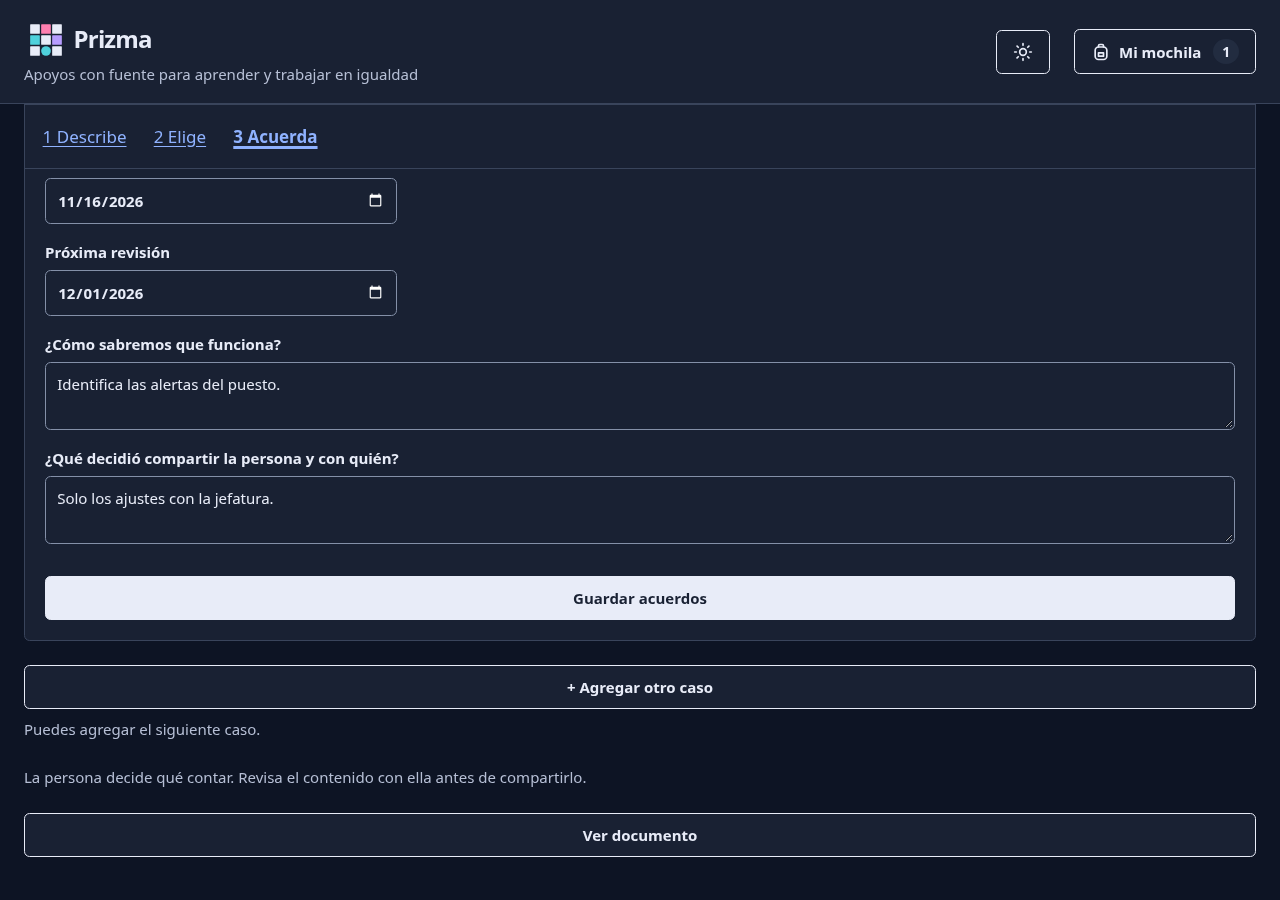 Prizma
Apoyos con fuente para aprender y trabajar en igualdad
Mi mochila 1
1 Describe 2 Elige 3 Acuerda
11/16/2026
Próxima revisión
12/01/2026
¿Cómo sabremos que funciona?
Identifica las alertas del puesto.
¿Qué decidió compartir la persona y con quién?
Solo los ajustes con la jefatura.
Guardar acuerdos
+ Agregar otro caso
Puedes agregar el siguiente caso.
La persona decide qué contar. Revisa el contenido con ella antes de compartirlo.
Ver documento